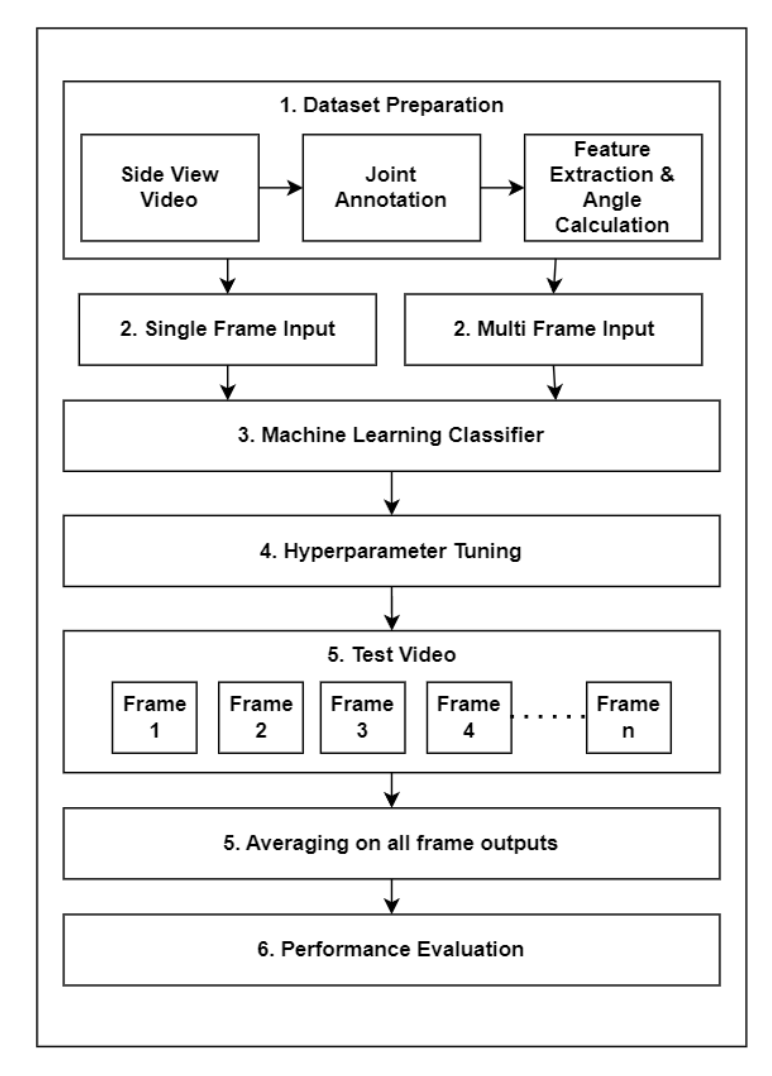 1. Dataset Preparation
Side View
Video
Joint
Annotation
Feature
Extraction &
Angle
Calculation
2. Single Frame Input
2. Multi Frame Input
3. Machine Learning Classifier
4. Hyperparameter Tuning
5. Test Video
Frame
1
Frame
2
Frame
3
Frame
4
. . . . . .
Frame
n
5. Averaging on all frame outputs
6. Performance Evaluation